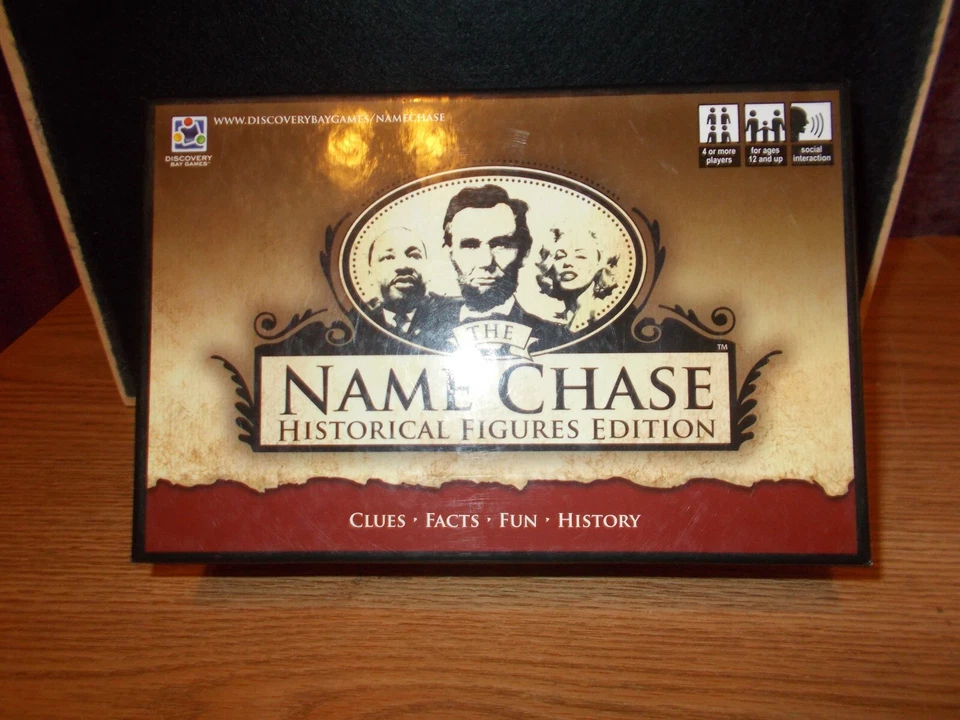 WWW.DISCOVERYBAYGAMES/NAMECHASE
DISCOVERY
BAY GAMES™
4 or more
players
for ages
12 and up
social
interaction
THE
NAME CHASE
TM
HISTORICAL FIGURES EDITION
CLUES · FACTS · FUN · HISTORY